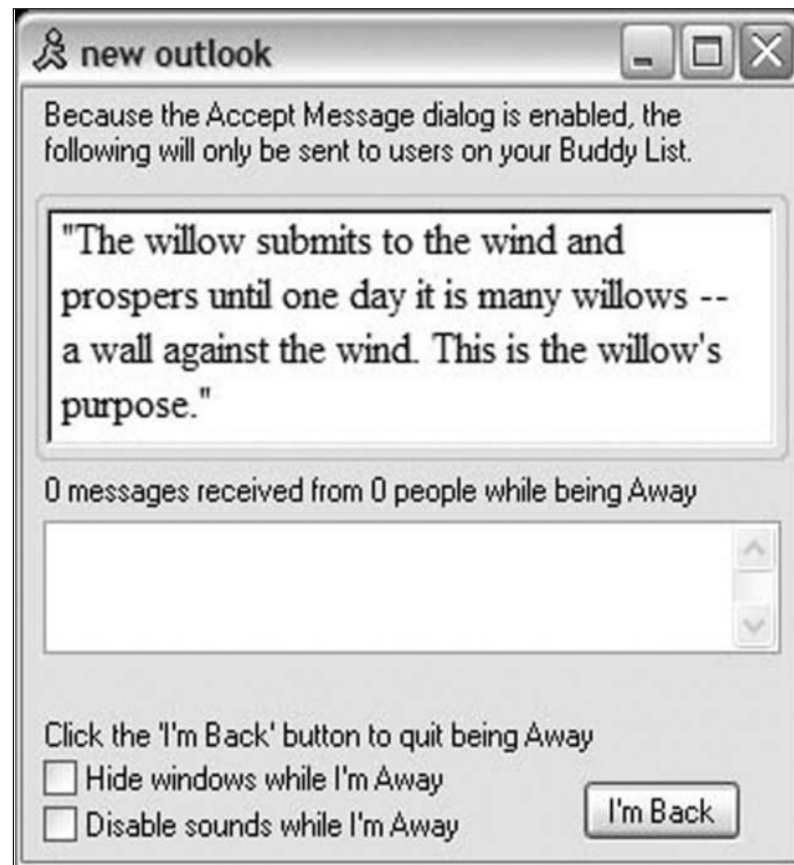 new outlook
Because the Accept Message dialog is enabled, the
following will only be sent to users on your Buddy List.
"The willow submits to the wind and
prospers until one day it is many willows --
a wall against the wind. This is the willow's
purpose."
0 messages received from 0 people while being Away
Click the 'I'm Back' button to quit being Away
Hide windows while I'm Away
Disable sounds while I'm Away
I'm Back